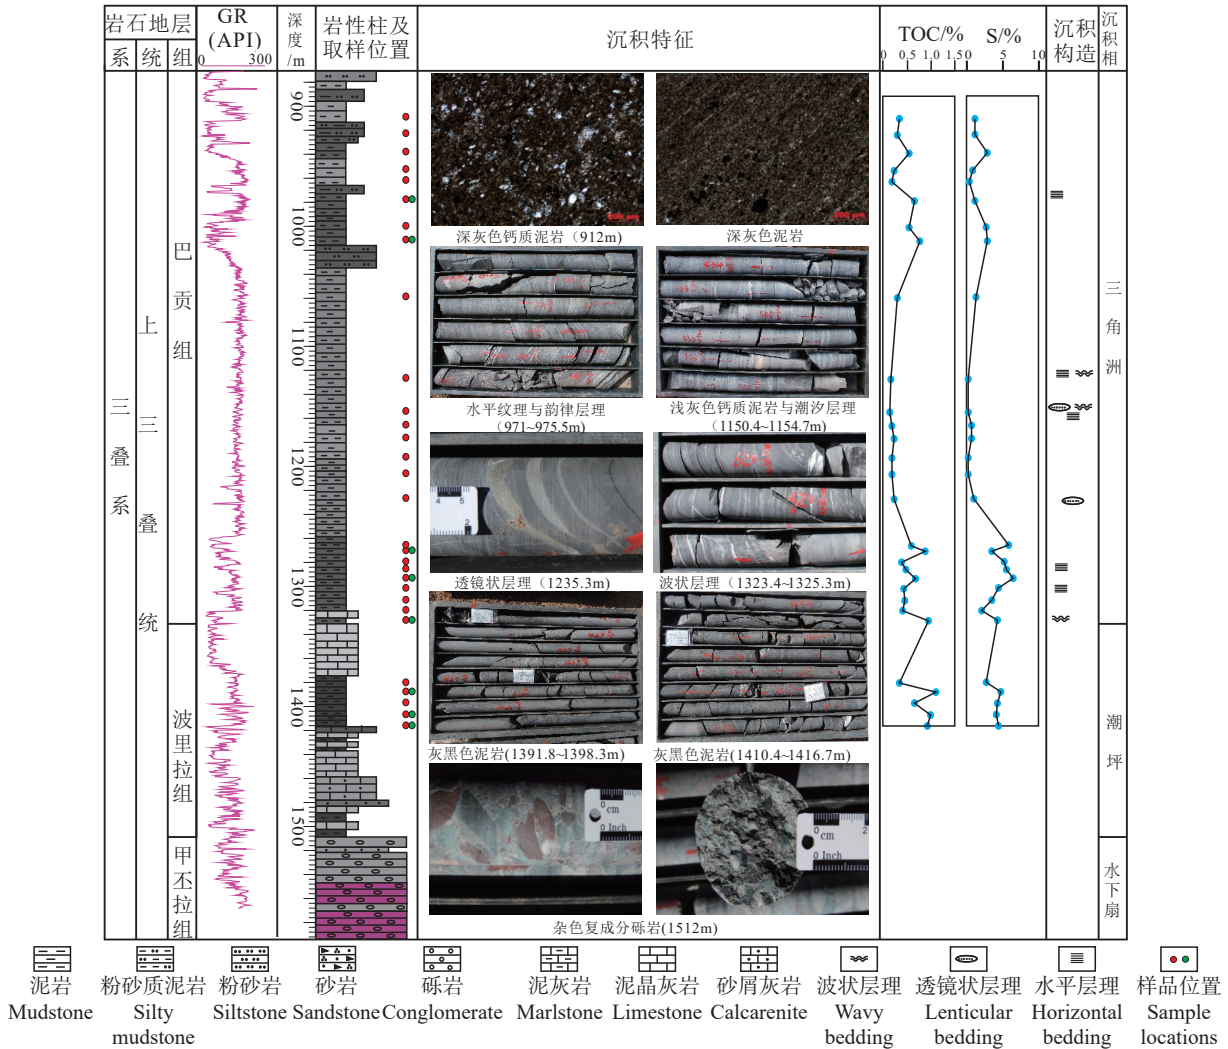 岩石地层
系
统
组
GR
(API)
0 300
深度/m
岩性柱及
取样位置
沉积特征
TOC/%
0 0.5 1.0 1.5
S/%
0 5 10
沉积
构造
沉积相
三叠系
上三叠统
巴贡组
波里拉组
甲丕拉组
900
1000
1100
1200
1300
1400
1500
深灰色钙质泥岩（912m)
深灰色泥岩
水平纹理与韵律层理
（971~975.5m）
浅灰色钙质泥岩与潮汐层理
(1150.4~1154.7m)
透镜状层理（1235.3m）
波状层理（1323.4~1325.3m）
灰黑色泥岩(1391.8~1398.3m)
灰黑色泥岩(1410.4~1416.7m)
杂色复成分砾岩(1512m)
三角洲
潮坪
水下扇
泥岩
Mudstone
粉砂质泥岩
Silty
mudstone
粉砂岩
Siltstone
砂岩
Sandstone
砾岩
Conglomerate
泥灰岩
Marlstone
泥晶灰岩
Limestone
砂屑灰岩
Calcarenite
波状层理
Wavy
bedding
透镜状层理
Lenticular
bedding
水平层理
Horizontal
bedding
样品位置
Sample
locations